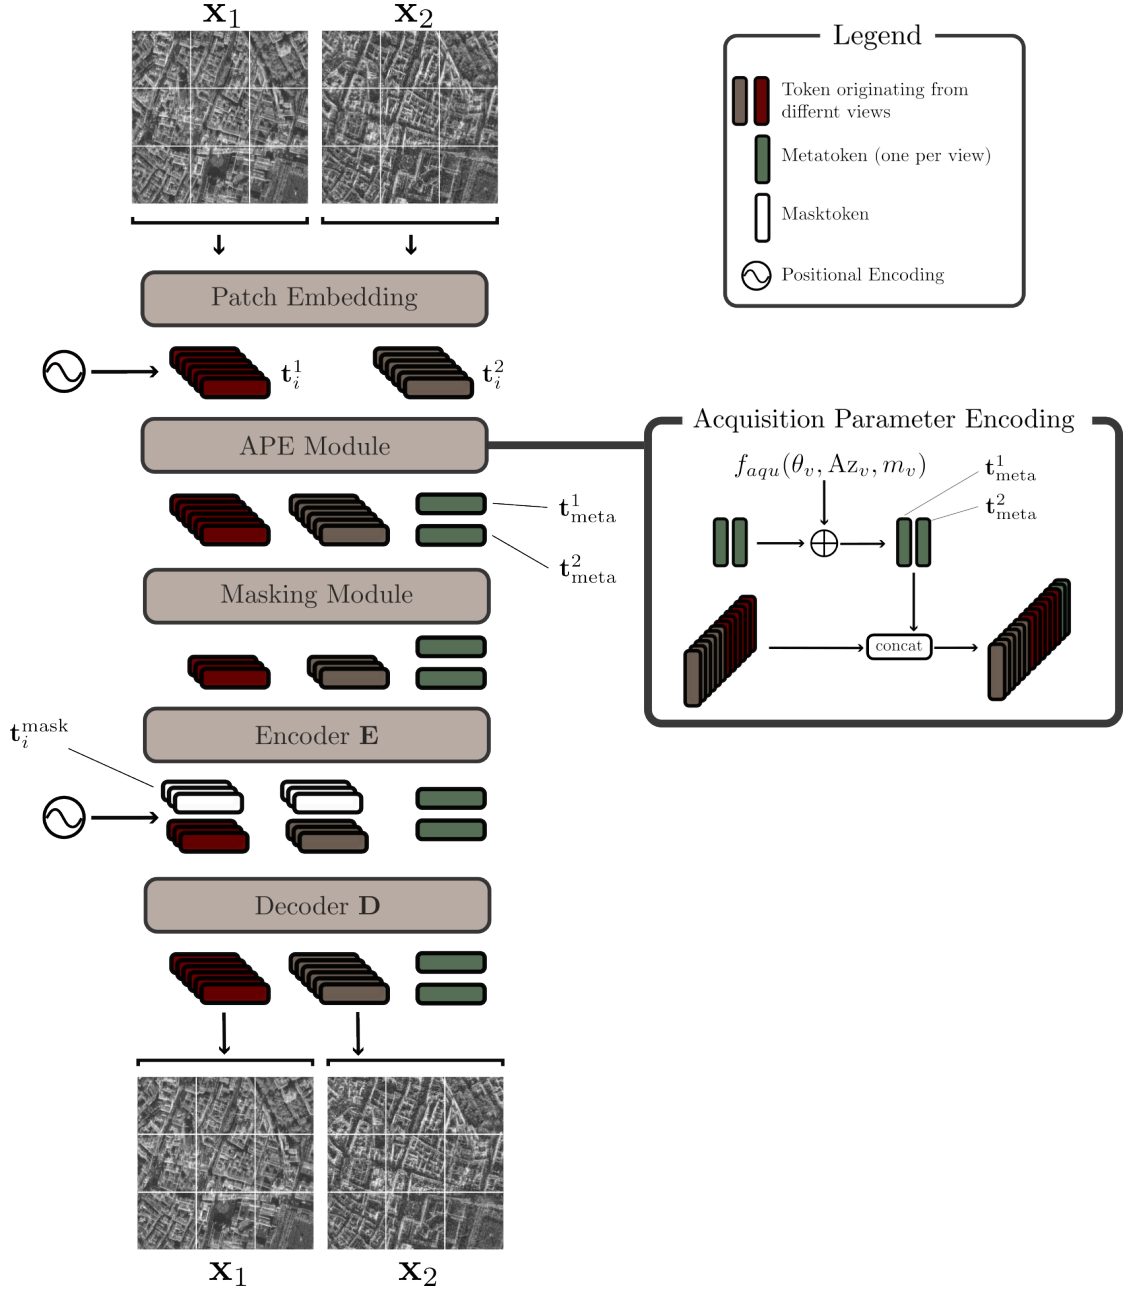 x₁ x₂
Legend
Token originating from
differnt views
Metatoken (one per view)
Masktoken
Positional Encoding
Patch Embedding
t_i^1 t_i^2
APE Module
t_meta^1
t_meta^2
Masking Module
t_i^mask
Encoder E
Decoder D
Acquisition Parameter Encoding
f_aqu(θ_v, Az_v, m_v)
t_meta^1
t_meta^2
concat
x₁ x₂